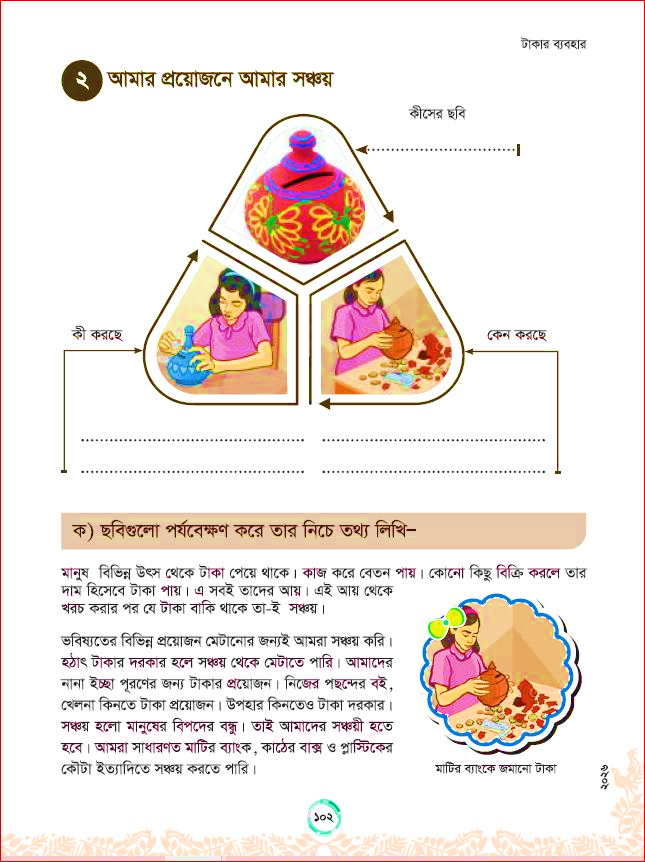 টাকার ব্যবহার
২ আমার প্রয়োজনে আমার সঞ্চয়
কীসের ছবি
কী করছে
কেন করছে
ক) ছবিগুলো পর্যবেক্ষণ করে তার নিচে তথ্য লিখি–
মানুষ বিভিন্ন উৎস থেকে টাকা পেয়ে থাকে। কাজ করে বেতন পায়। কোনো কিছু বিক্রি করলে তার
দাম হিসেবে টাকা পায়। এ সবই তাদের আয়। এই আয় থেকে
খরচ করার পর যে টাকা বাকি থাকে তা-ই সঞ্চয়।
ভবিষ্যতের বিভিন্ন প্রয়োজন মেটানোর জন্যই আমরা সঞ্চয় করি।
হঠাৎ টাকার দরকার হলে সঞ্চয় থেকে মেটাতে পারি। আমাদের
নানা ইচ্ছা পূরণের জন্য টাকার প্রয়োজন। নিজের পছন্দের বই,
খেলনা কিনতে টাকা প্রয়োজন। উপহার কিনতেও টাকা দরকার।
সঞ্চয় হলো মানুষের বিপদের বন্ধু। তাই আমাদের সঞ্চয়ী হতে
হবে। আমরা সাধারণত মাটির ব্যাংক, কাঠের বাক্স ও প্লাস্টিকের
কৌটা ইত্যাদিতে সঞ্চয় করতে পারি।
মাটির ব্যাংকে জমানো টাকা
২০২৬
১০২